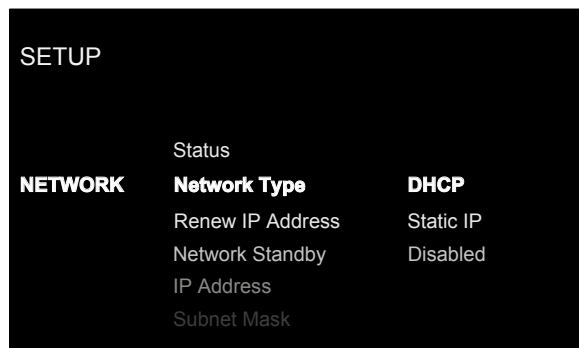 SETUP
Status
NETWORK Network Type DHCP
Renew IP Address Static IP
Network Standby Disabled
IP Address
Subnet Mask